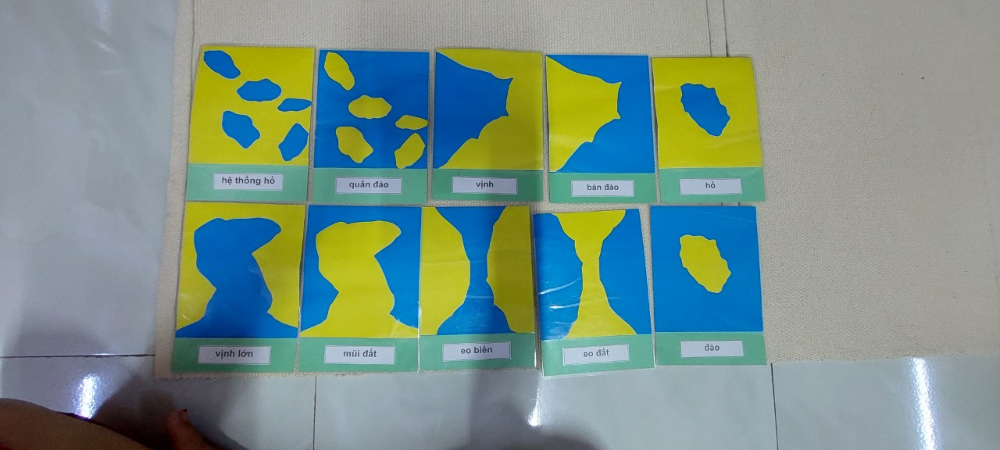 hệ thống hồ
quần đảo
vịnh
bán đảo
hồ
vịnh lớn
mũi đất
eo biển
eo đất
đảo